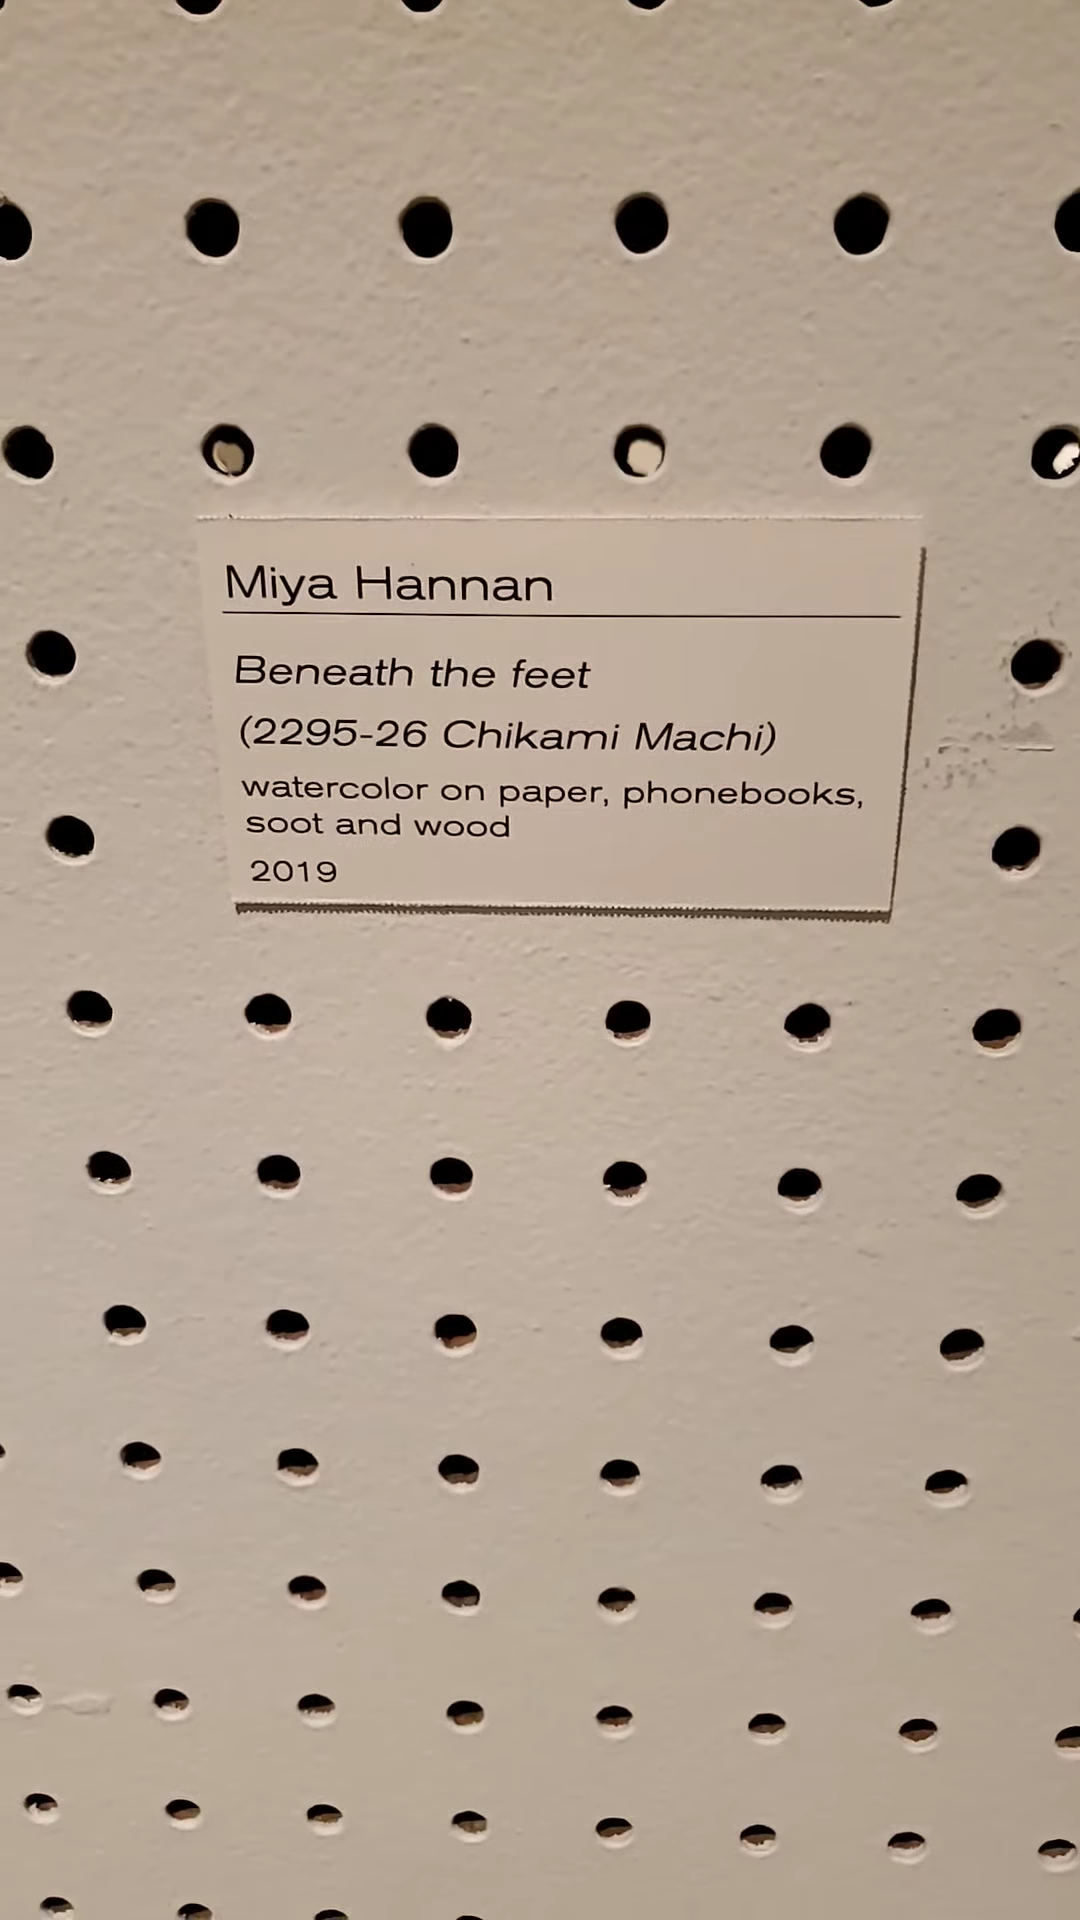 Miya Hannan
Beneath the feet
(2295-26 Chikami Machi)
watercolor on paper, phonebooks,
soot and wood
2019